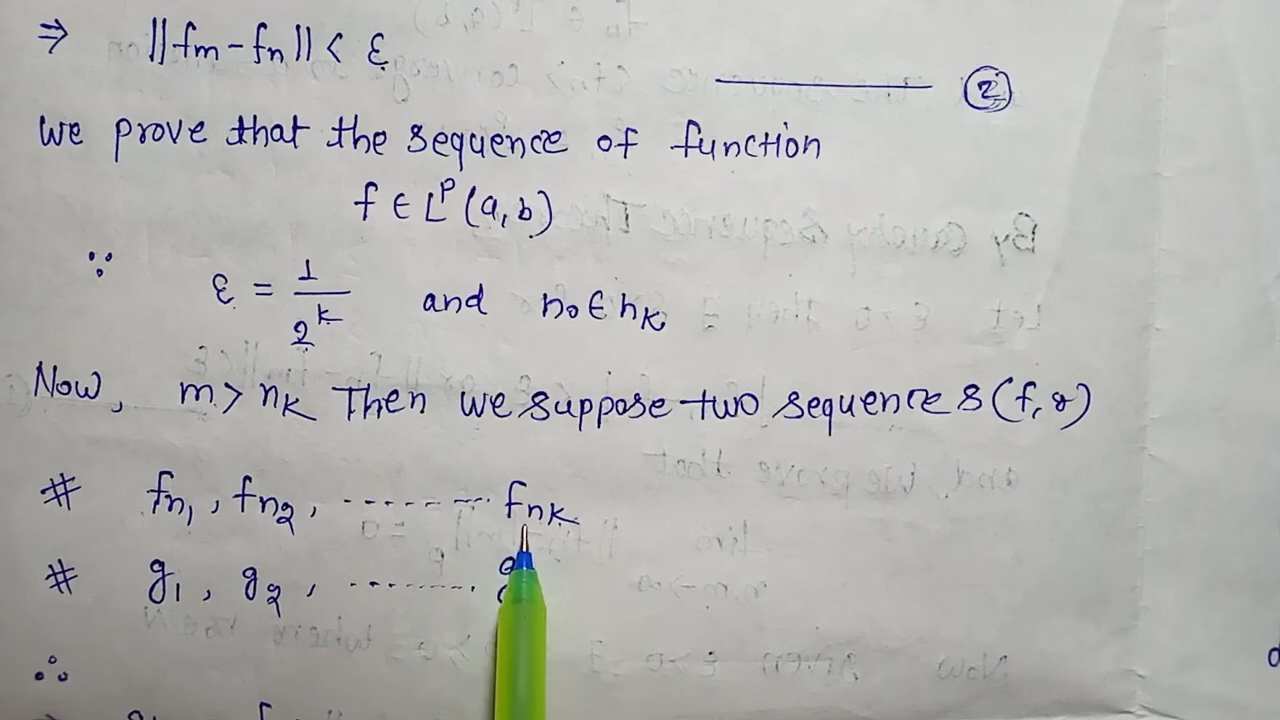 ⇒ ||fm - fn|| < ε ——— ②
We prove that the sequence of function
f ∈ L^p (a, b)
∵ ε = 1/2^k and n₀ ∈ n_K
Now, m > n_K Then we suppose two sequence s(f, g)
# fn₁, fn₂, ........ fn_K
# g₁, g₂, .........
∴
⇒